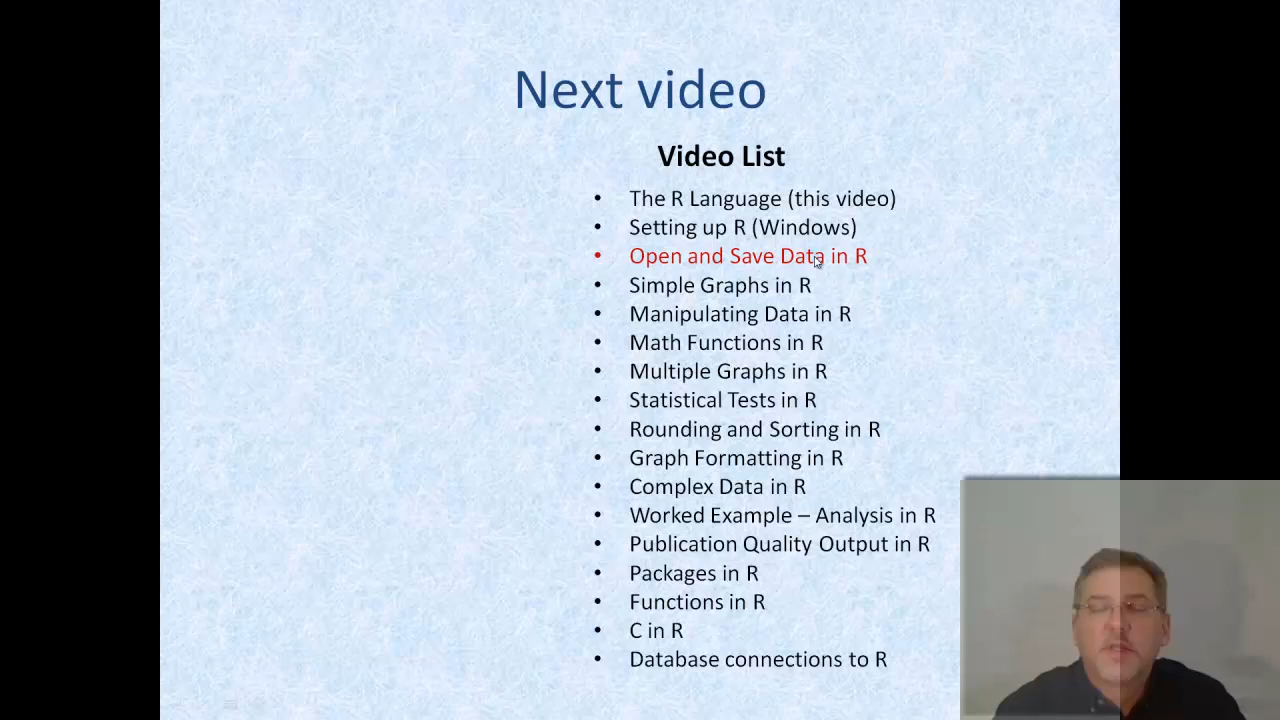 Next video
Video List
• The R Language (this video)
• Setting up R (Windows)
• Open and Save Data in R
• Simple Graphs in R
• Manipulating Data in R
• Math Functions in R
• Multiple Graphs in R
• Statistical Tests in R
• Rounding and Sorting in R
• Graph Formatting in R
• Complex Data in R
• Worked Example – Analysis in R
• Publication Quality Output in R
• Packages in R
• Functions in R
• C in R
• Database connections to R